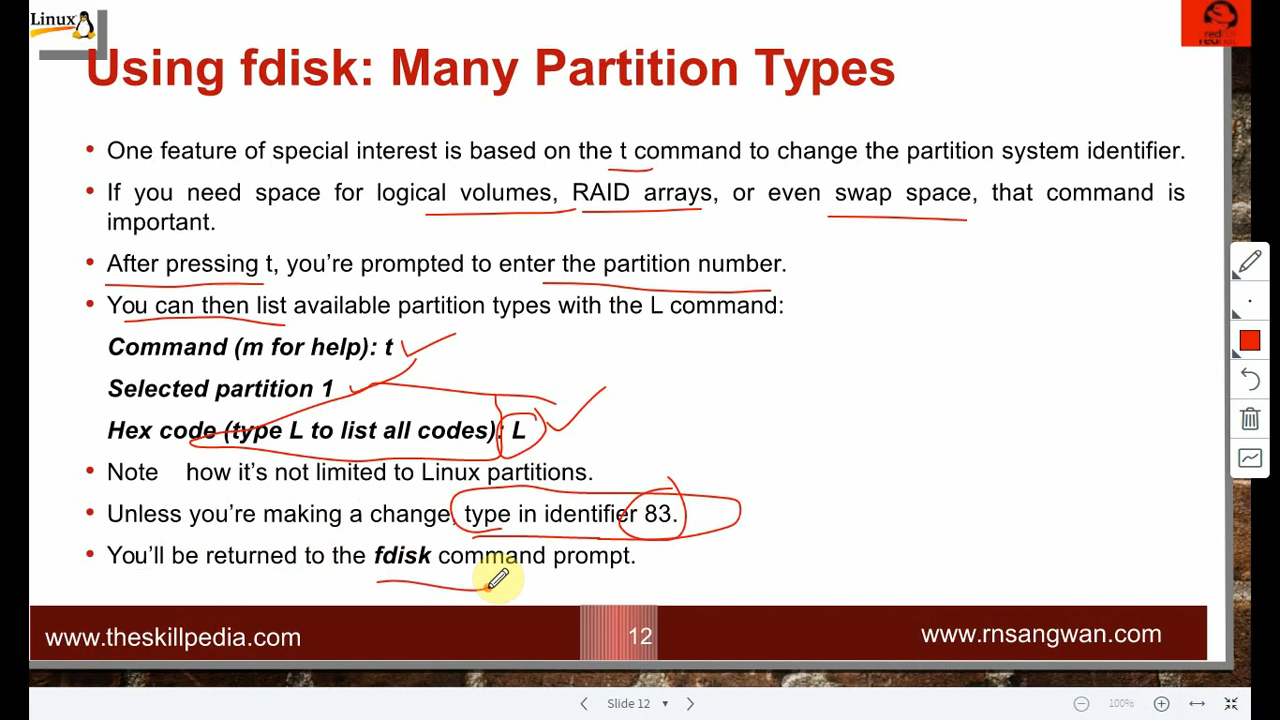 Linux
Using fdisk: Many Partition Types
• One feature of special interest is based on the t command to change the partition system identifier.
• If you need space for logical volumes, RAID arrays, or even swap space, that command is
important.
• After pressing t, you’re prompted to enter the partition number.
• You can then list available partition types with the L command:
Command (m for help): t
Selected partition 1
Hex code (type L to list all codes): L
• Note how it’s not limited to Linux partitions.
• Unless you’re making a change, type in identifier 83.
• You’ll be returned to the fdisk command prompt.
www.theskillpedia.com
12
www.rnsangwan.com
Slide 12
100%